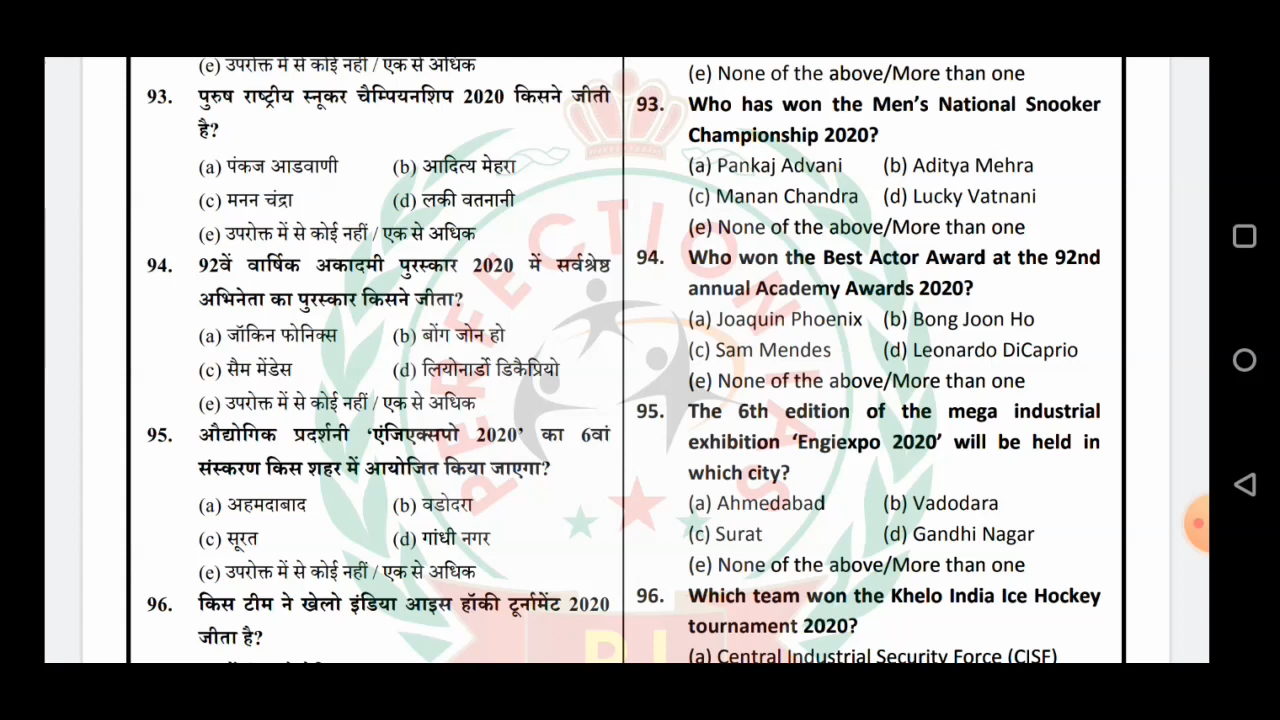 (e) उपरोक्त में से कोई नहीं / एक से अधिक
93. पुरुष राष्ट्रीय स्नूकर चैम्पियनशिप 2020 किसने जीती
है?
(a) पंकज आडवाणी (b) आदित्य मेहरा
(c) मनन चंद्रा (d) लकी वतनानी
(e) उपरोक्त में से कोई नहीं / एक से अधिक
94. 92वें वार्षिक अकादमी पुरस्कार 2020 में सर्वश्रेष्ठ
अभिनेता का पुरस्कार किसने जीता?
(a) जॉकिन फोनिक्स (b) बोंग जोन हो
(c) सैम मेंडेस (d) लियोनार्डो डिकैप्रियो
(e) उपरोक्त में से कोई नहीं / एक से अधिक
95. औद्योगिक प्रदर्शनी ‘एंजिएक्सपो 2020’ का 6वां
संस्करण किस शहर में आयोजित किया जाएगा?
(a) अहमदाबाद (b) वडोदरा
(c) सूरत (d) गांधी नगर
(e) उपरोक्त में से कोई नहीं / एक से अधिक
96. किस टीम ने खेलो इंडिया आइस हॉकी टूर्नामेंट 2020
जीता है?
(e) None of the above/More than one
93. Who has won the Men’s National Snooker
Championship 2020?
(a) Pankaj Advani (b) Aditya Mehra
(c) Manan Chandra (d) Lucky Vatnani
(e) None of the above/More than one
94. Who won the Best Actor Award at the 92nd
annual Academy Awards 2020?
(a) Joaquin Phoenix (b) Bong Joon Ho
(c) Sam Mendes (d) Leonardo DiCaprio
(e) None of the above/More than one
95. The 6th edition of the mega industrial
exhibition ‘Engiexpo 2020’ will be held in
which city?
(a) Ahmedabad (b) Vadodara
(c) Surat (d) Gandhi Nagar
(e) None of the above/More than one
96. Which team won the Khelo India Ice Hockey
tournament 2020?
(a) Central Industrial Security Force (CISF)
PERFECTION IAS